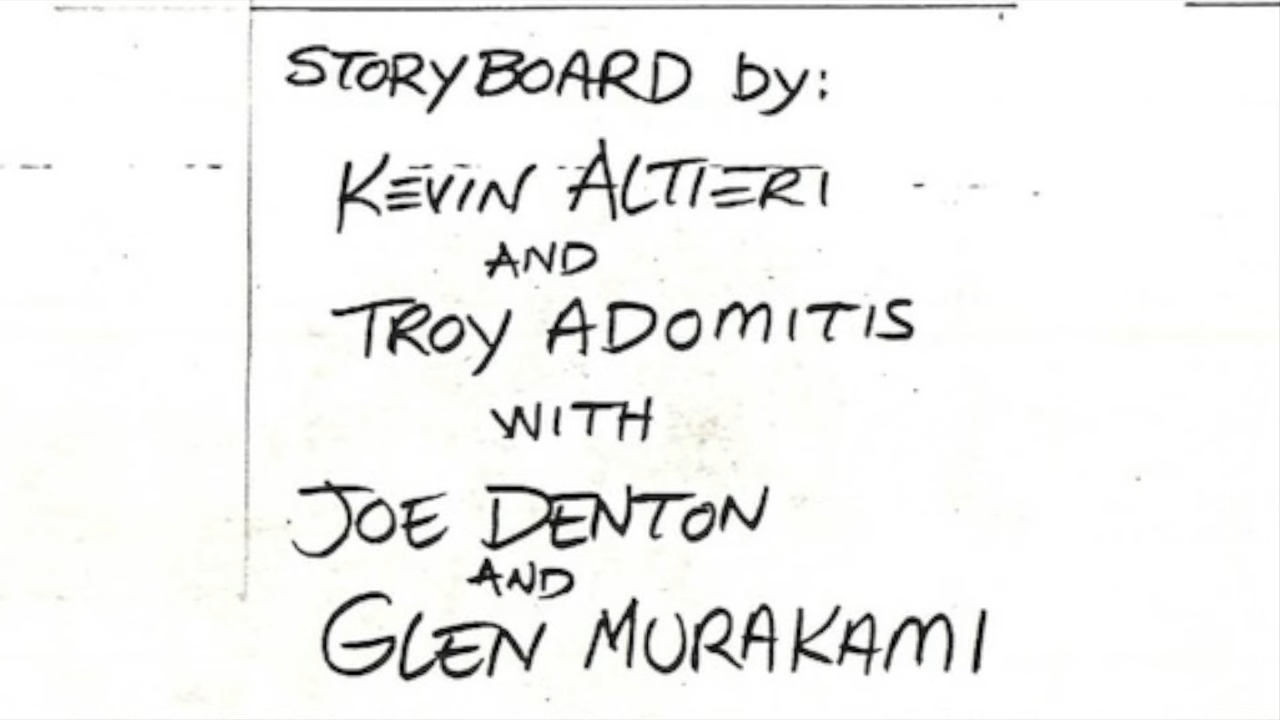 STORYBOARD by:
KEVIN ALTIERI
AND
TROY ADOMITIS
WITH
JOE DENTON
AND
GLEN MURAKAMI